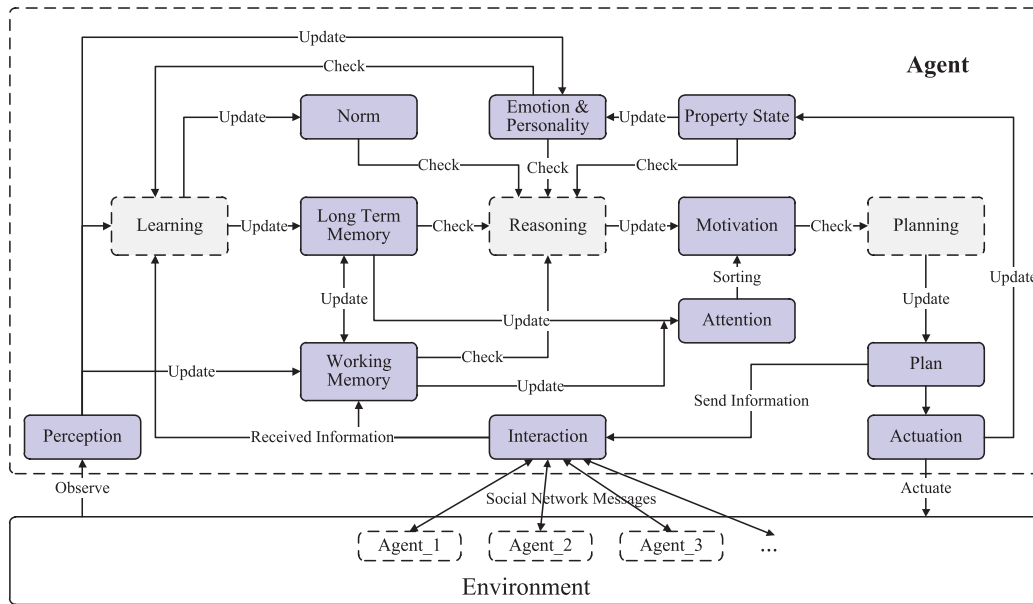 Update
Agent
Check
Update
Norm
Emotion &
Personality
Update
Property State
Check
Check
Check
Learning
Update
Long Term
Memory
Check
Reasoning
Update
Motivation
Check
Planning
Sorting
Update
Update
Update
Update
Attention
Working
Memory
Check
Update
Update
Plan
Send Information
Perception
Received Information
Interaction
Actuation
Observe
Social Network Messages
Actuate
Agent_1
Agent_2
Agent_3
...
Environment